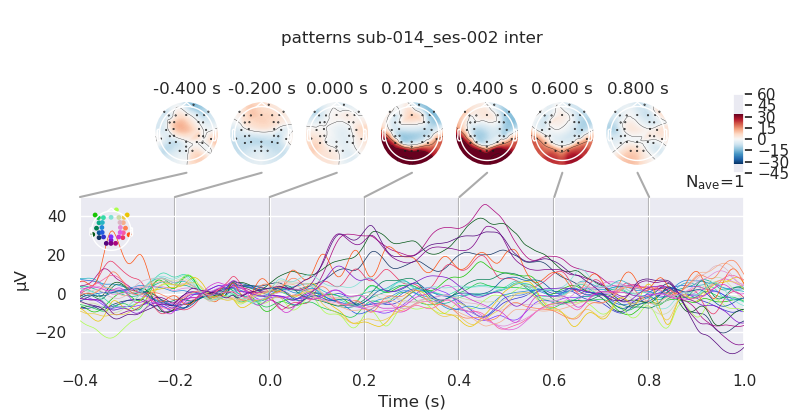 patterns sub-014_ses-002 inter
-0.400 s -0.200 s 0.000 s 0.200 s 0.400 s 0.600 s 0.800 s
60
45
30
15
0
−15
−30
−45
Nave=1
40
20
0
−20
μV
−0.4 −0.2 0.0 0.2 0.4 0.6 0.8 1.0
Time (s)